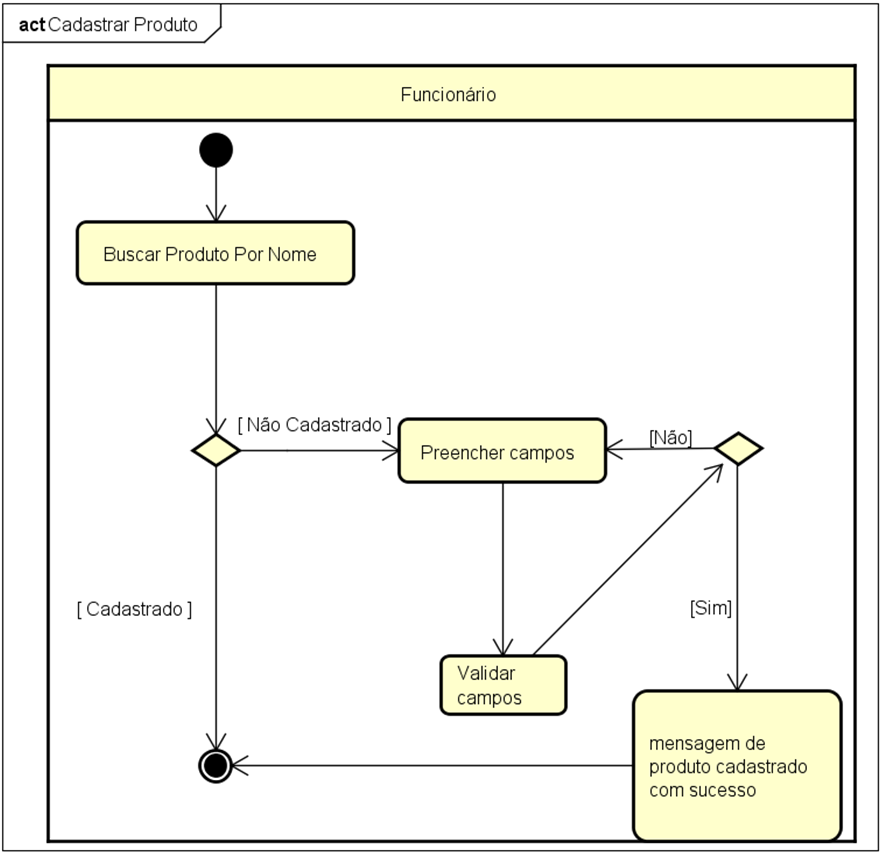 act Cadastrar Produto
Funcionário
Buscar Produto Por Nome
[ Não Cadastrado ]
Preencher campos
[Não]
[ Cadastrado ]
[Sim]
Validar
campos
mensagem de
produto cadastrado
com sucesso